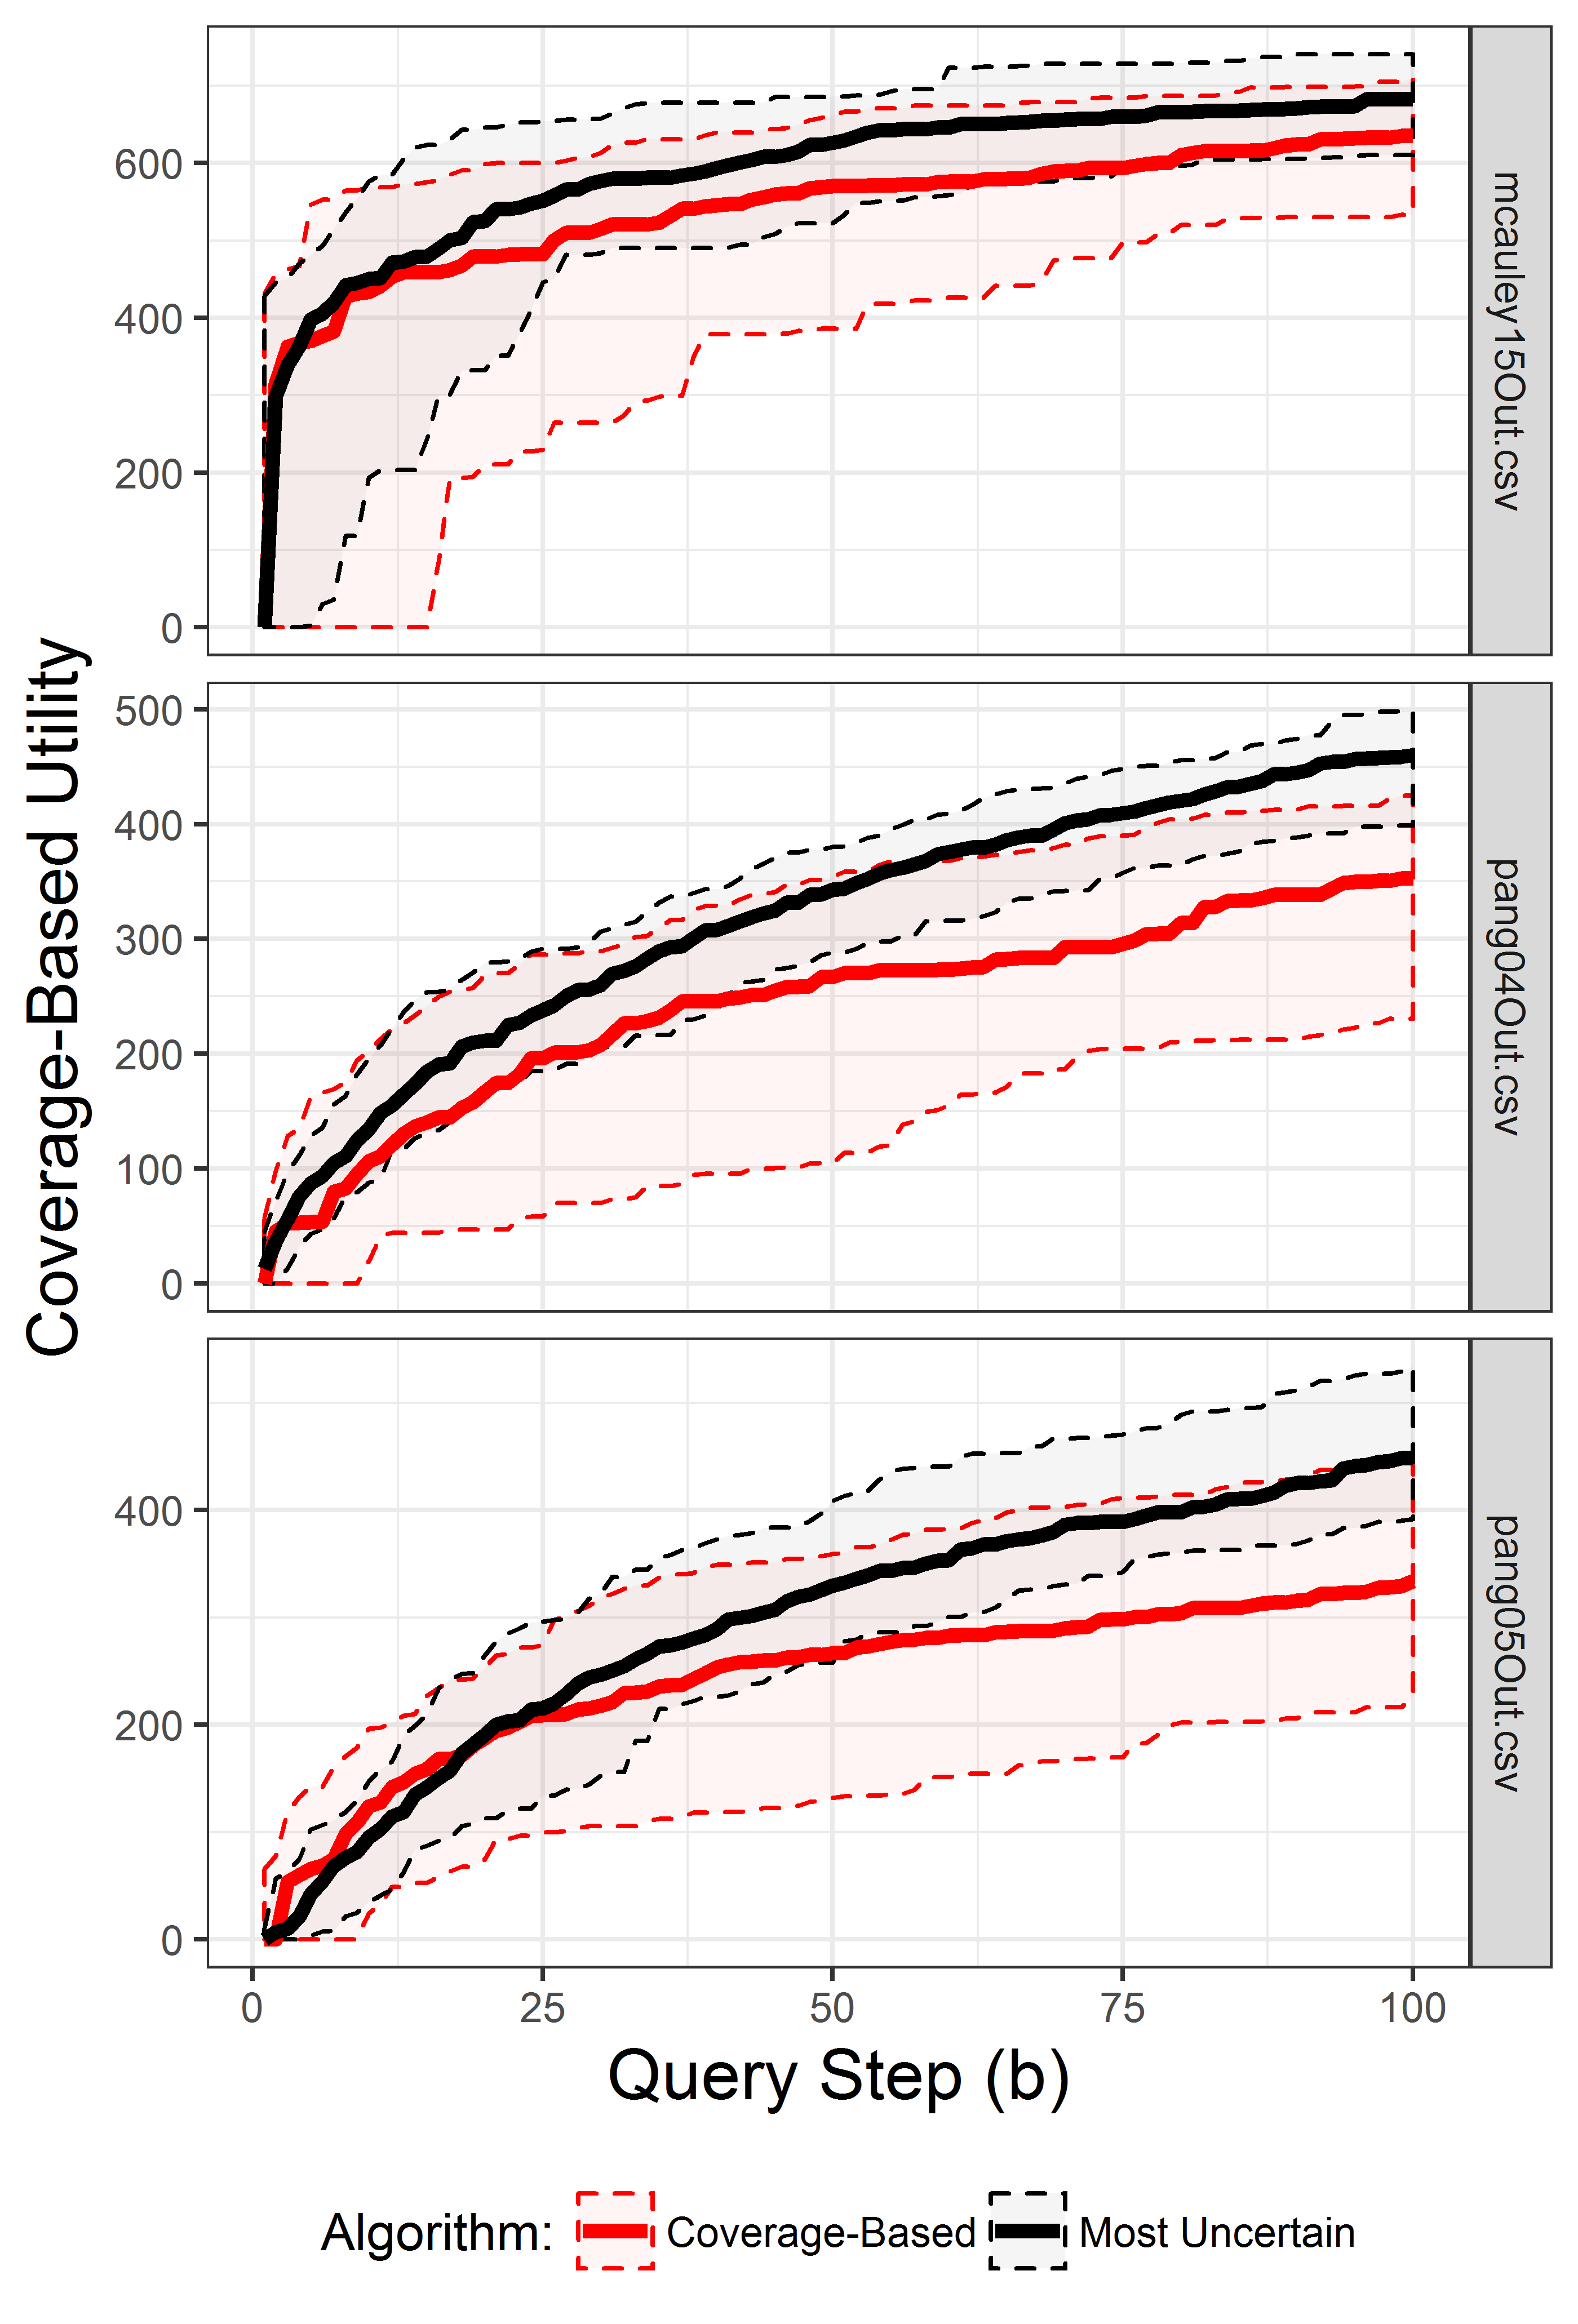 Coverage-Based Utility
600
400
200
0
mcauley15Out.csv
500
400
300
200
100
0
pang04Out.csv
400
200
0
pang05Out.csv
0 25 50 75 100
Query Step (b)
Algorithm: Coverage-Based Most Uncertain